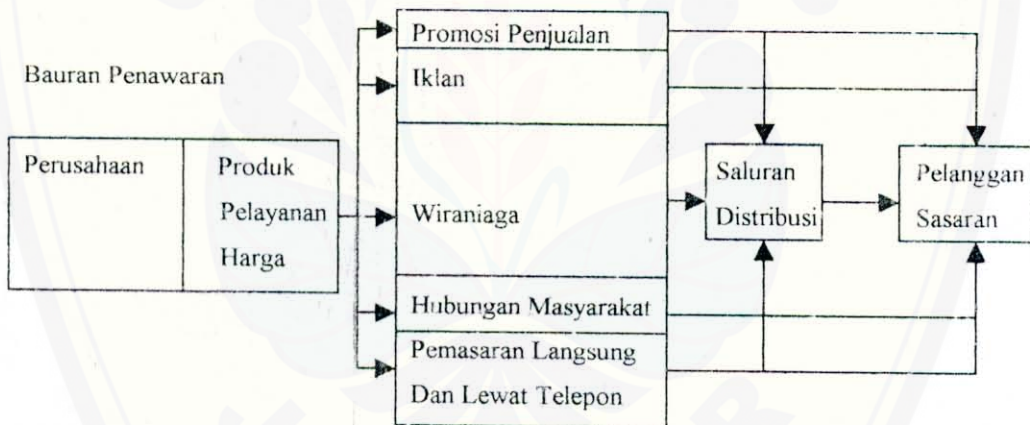 Bauran Penawaran
Perusahaan
Produk
Pelayanan
Harga
Promosi Penjualan
Iklan
Wiraniaga
Hubungan Masyarakat
Pemasaran Langsung
Dan Lewat Telepon
Saluran
Distribusi
Pelanggan
Sasaran